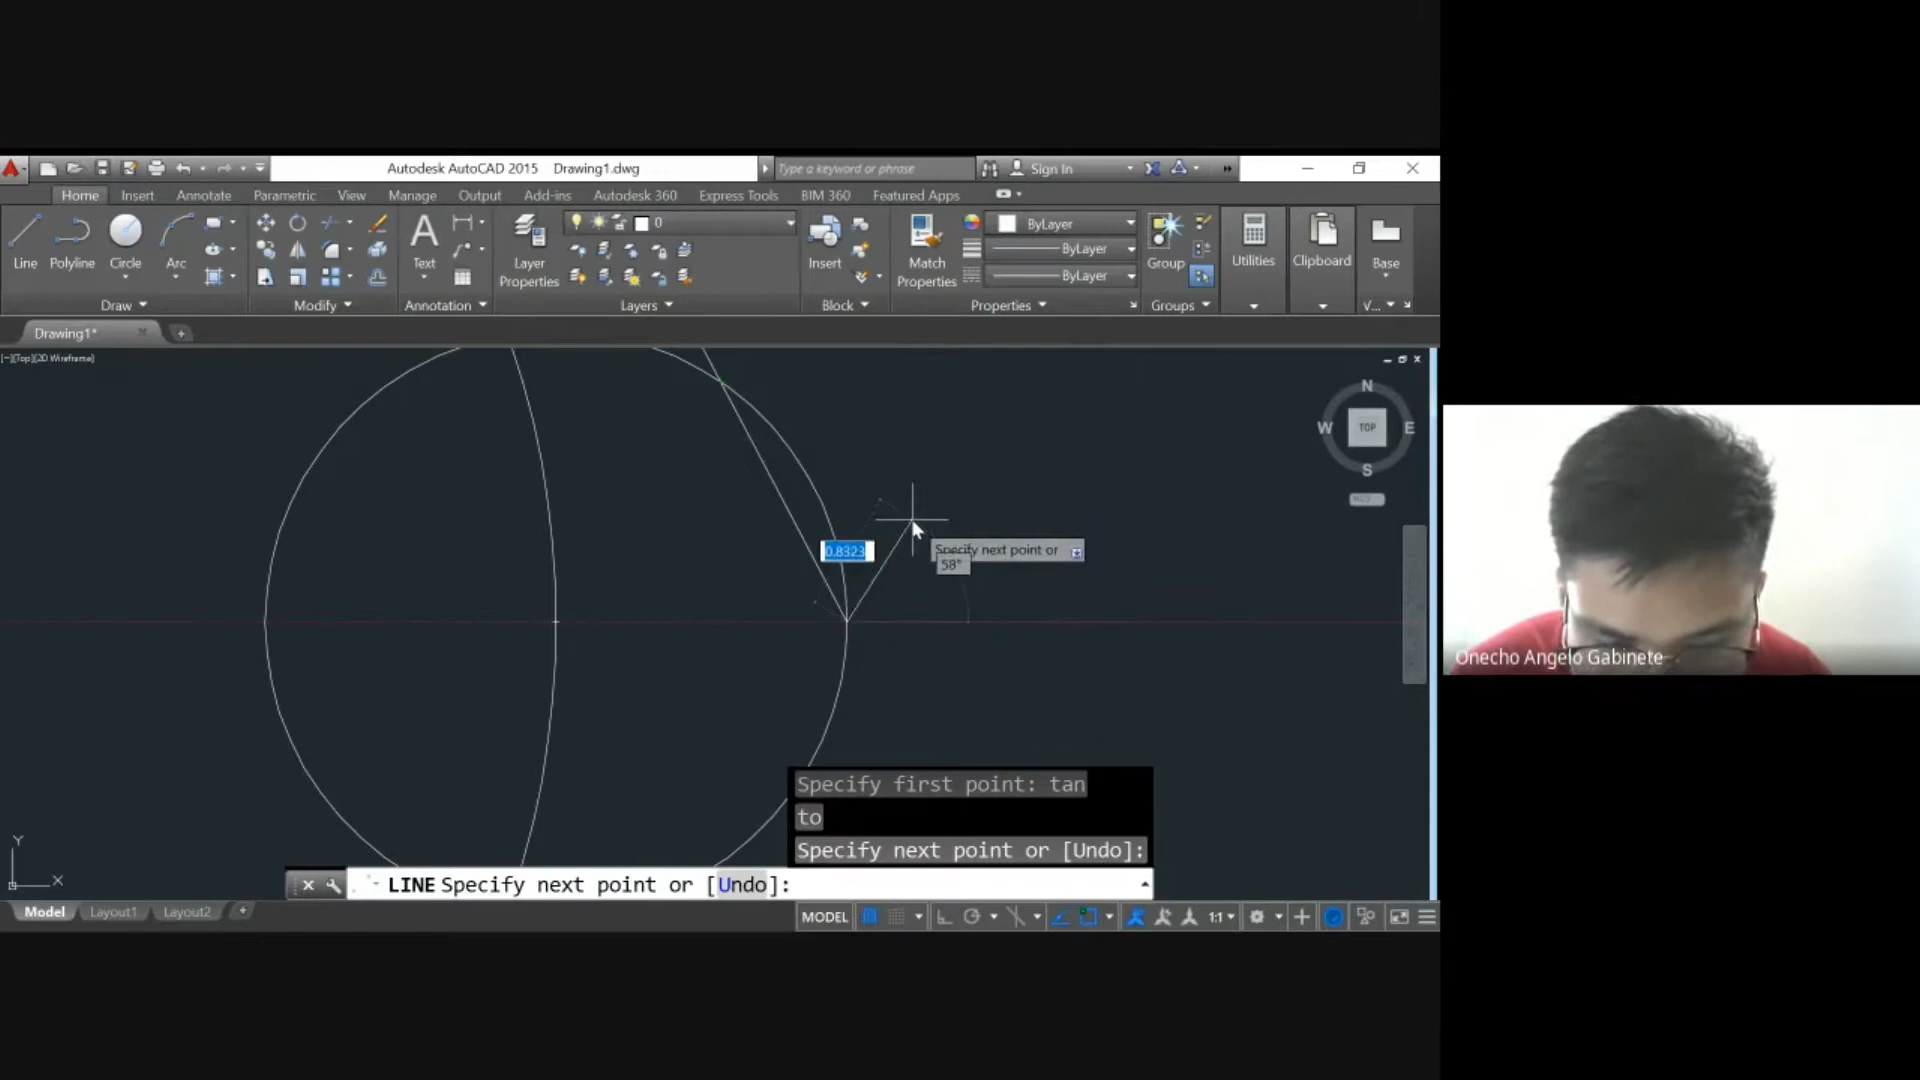 Autodesk AutoCAD 2015 Drawing1.dwg
Type a keyword or phrase
Sign In
Home Insert Annotate Parametric View Manage Output Add-ins Autodesk 360 Express Tools BIM 360 Featured Apps
0
ByLayer
ByLayer
ByLayer
Line Polyline Circle Arc
Text
Layer Properties
Insert
Match Properties
Group
Utilities
Clipboard
Base
Draw
Modify
Annotation
Layers
Block
Properties
Groups
V...
Drawing1*
[−][Top][2D Wireframe]
N
W TOP E
S
0.8323
Specify next point or
58°
Onecho Angelo Gabinete
Specify first point: tan
to
Specify next point or [Undo]:
LINE Specify next point or [Undo]:
Y
X
Model Layout1 Layout2
MODEL
1:1